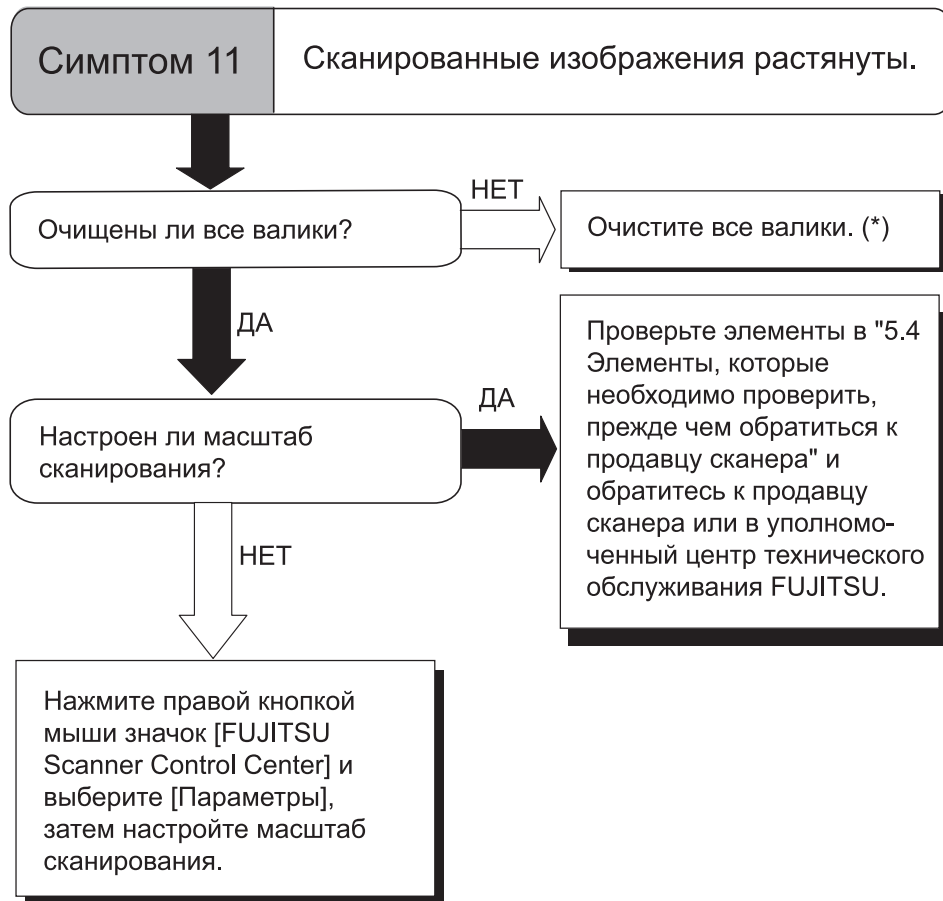 Симптом 11
Сканированные изображения растянуты.
НЕТ
Очищены ли все валики?
Очистите все валики. (*)
ДА
Проверьте элементы в "5.4
Элементы, которые
необходимо проверить,
прежде чем обратиться к
продавцу сканера" и
обратитесь к продавцу
сканера или в уполномо-
ченный центр технического
обслуживания FUJITSU.
ДА
Настроен ли масштаб
сканирования?
НЕТ
Нажмите правой кнопкой
мыши значок [FUJITSU
Scanner Control Center] и
выберите [Параметры],
затем настройте масштаб
сканирования.